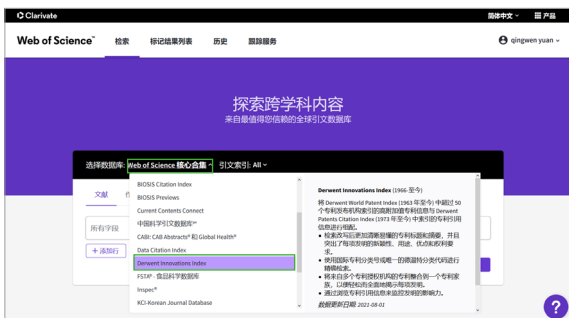 Clarivate
简体中文
产品
Web of Science™
检索
标记结果列表
历史
跟踪服务
qingwen yuan
探索跨学科内容
来自最值得您信赖的全球引文数据库
选择数据库: Web of Science 核心合集
引文索引: All
文献
所有字段
+ 添加行
BIOSIS Citation Index
BIOSIS Previews
Current Contents Connect
中国科学引文数据库℠
CABI: CAB Abstracts® 和 Global Health®
Data Citation Index
Derwent Innovations Index
FSTA® - 食品科学数据库
Inspec®
KCI-Korean Journal Database
Derwent Innovations Index (1966-至今)
将 Derwent World Patent Index (1963 年至今) 中超过 50
个专利发布机构索引的高附加值专利信息与 Derwent
Patents Citation Index (1973 年至今) 中索引的专利引用
信息进行组配。
• 检索改写后更加清晰易懂的专利标题和摘要，并且
突出了每项发明的新颖性、用途、优点和权利要
求。
• 使用国际专利分类号或唯一的德温特分类代码进行
精确检索。
• 将来自多个专利授权机构的专利整合到一个专利家
族，以便轻松而全面地揭示每项发明。
• 通过浏览专利引用信息来监控发明的影响力。
数据更新日期 2021-08-01
?